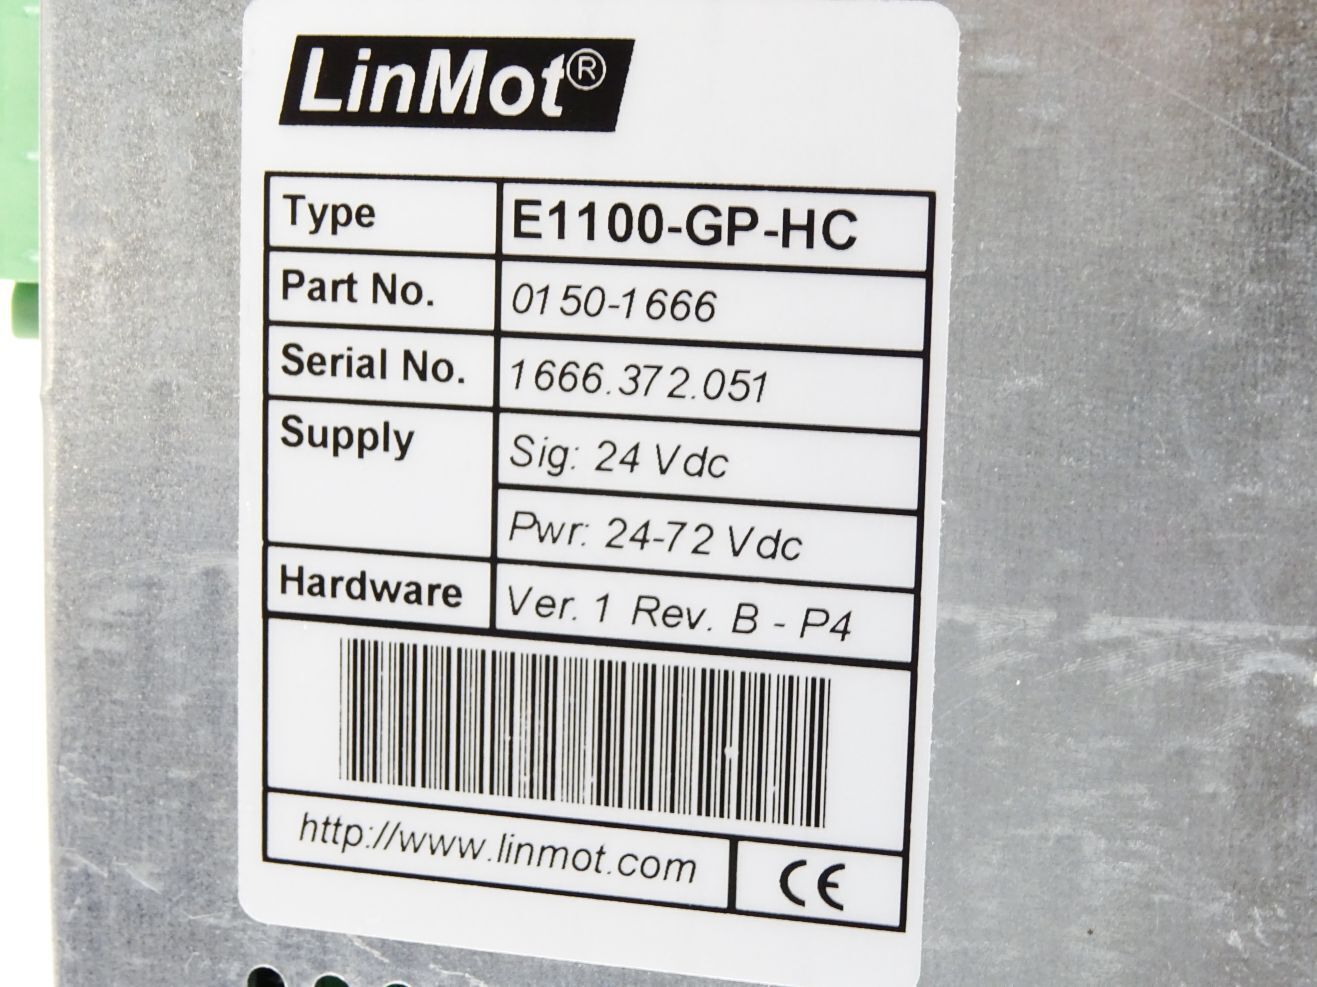 LinMot®
Type E1100-GP-HC
Part No. 0150-1666
Serial No. 1666.372.051
Supply Sig: 24 Vdc
Pwr: 24-72 Vdc
Hardware Ver. 1 Rev. B - P4
http://www.linmot.com CE